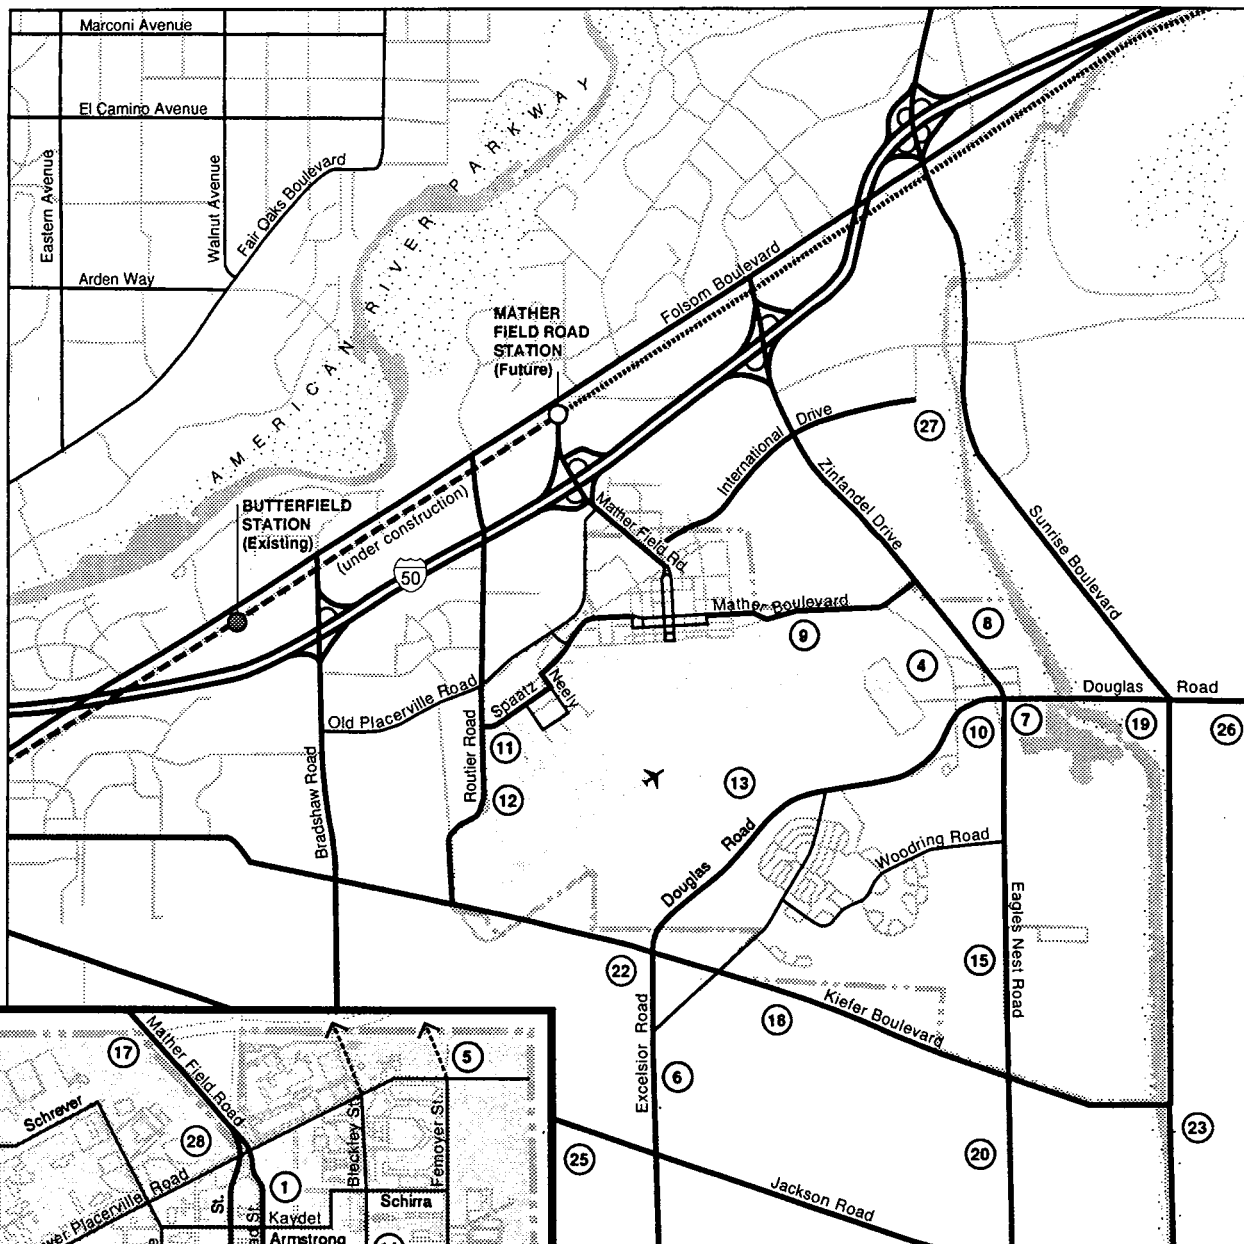 Marconi Avenue
El Camino Avenue
Eastern Avenue
Walnut Avenue
Fair Oaks Boulevard
Arden Way
AMERICAN RIVER PARKWAY
MATHER
FIELD ROAD
STATION
(Future)
Folsom Boulevard
BUTTERFIELD
STATION
(Existing)
(under construction)
50
International Drive
27
Zinfandel Drive
Sunrise Boulevard
Mather Field Rd.
Mather Boulevard
9
8
4
Douglas Road
Old Placerville Road
Spaatz
Neely
Routier Road
Bradshaw Road
11
12
13
10
7
19
26
Douglas Road
Woodring Road
Eagles Nest Road
15
22
18
Kiefer Boulevard
Excelsior Road
6
20
23
25
Jackson Road
17
Mather Field Road
5
Schrever
28
Bleckley St.
Femoyer St.
1
Schirra
Placerville Road
St.
St.
Kaydet
Armstrong